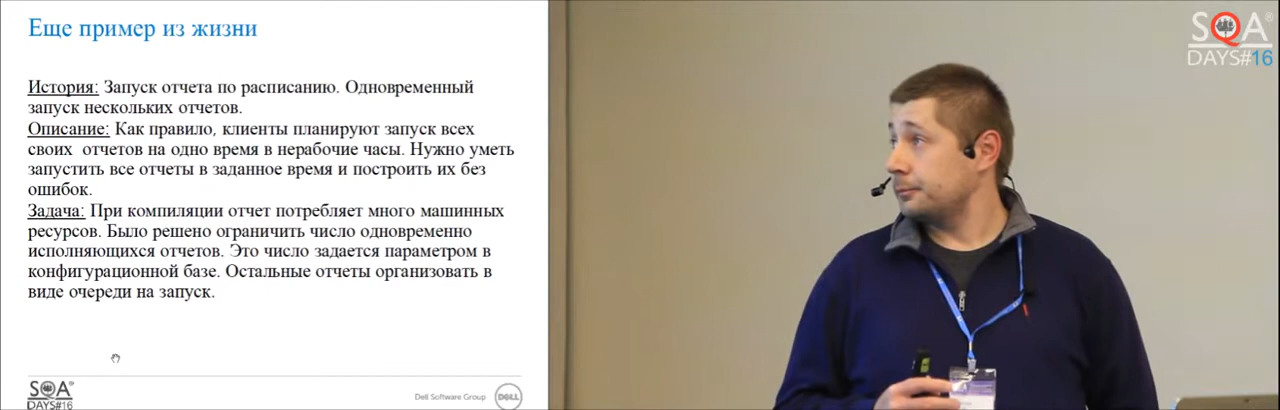 Еще пример из жизни
История: Запуск отчета по расписанию. Одновременный
запуск нескольких отчетов.
Описание: Как правило, клиенты планируют запуск всех
своих отчетов на одно время в нерабочие часы. Нужно уметь
запустить все отчеты в заданное время и построить их без
ошибок.
Задача: При компиляции отчет потребляет много машинных
ресурсов. Было решено ограничить число одновременно
исполняющихся отчетов. Это число задается параметром в
конфигурационной базе. Остальные отчеты организовать в
виде очереди на запуск.
SQA®
DAYS#16
Dell Software Group
DELL
SQA®
DAYS#16